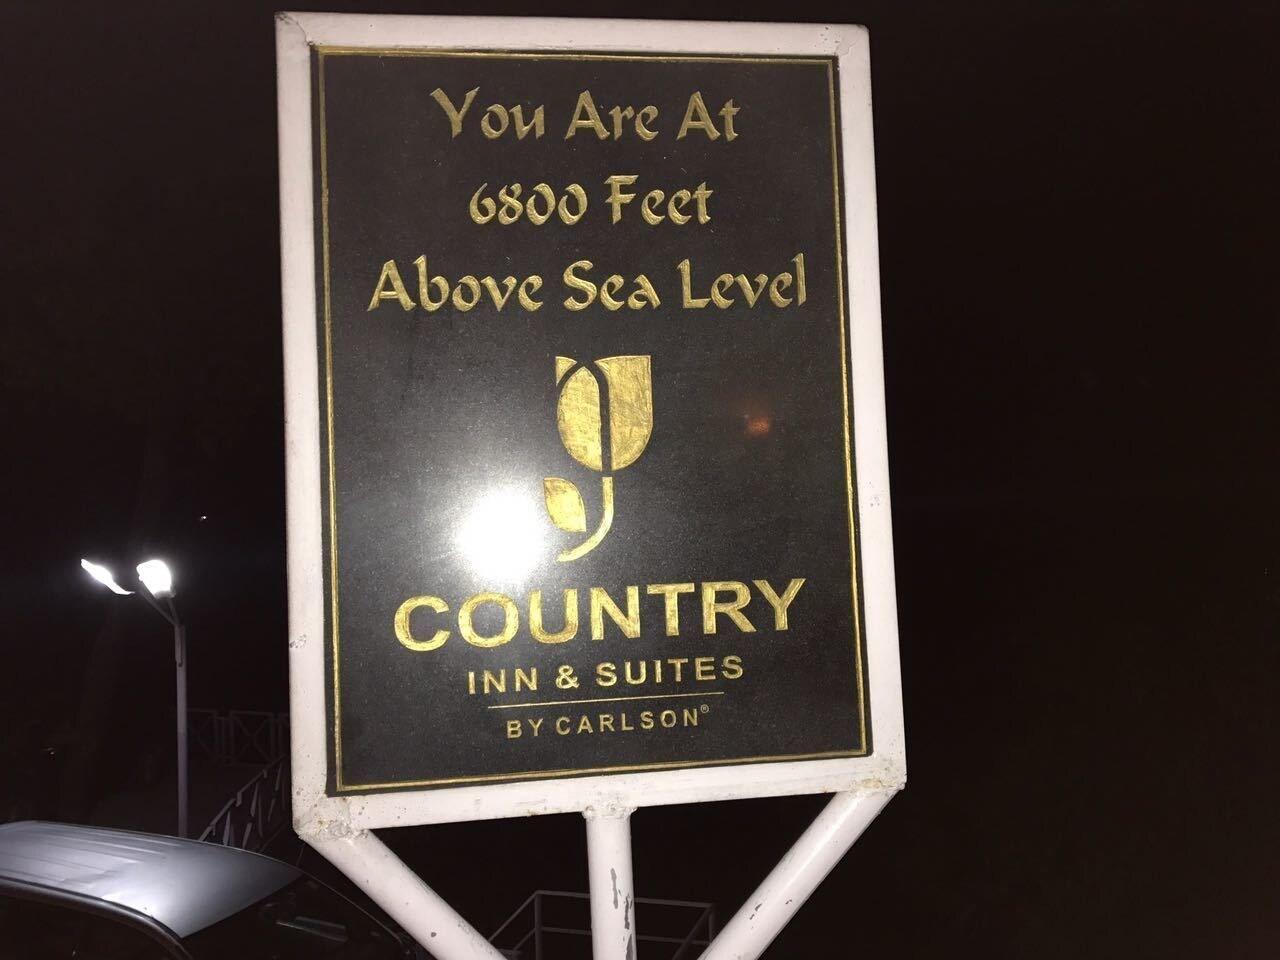 You Are At
6800 Feet
Above Sea Level
COUNTRY
INN & SUITES
BY CARLSON®